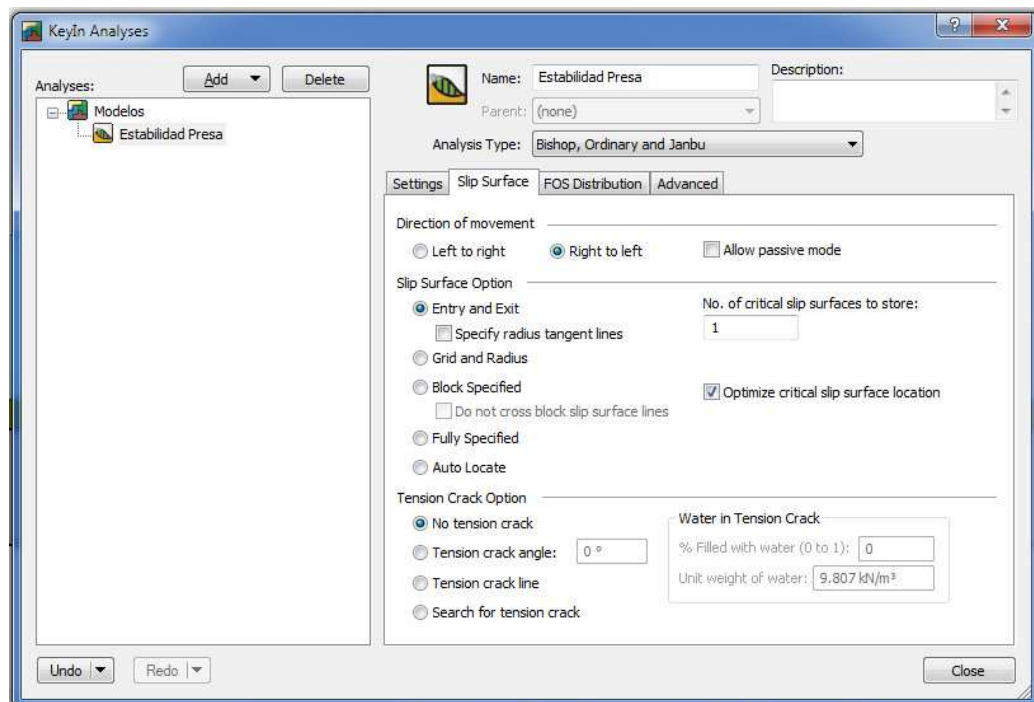 KeyIn Analyses
Analyses:
Add
Delete
Modelos
Estabilidad Presa
Name: Estabilidad Presa
Description:
Parent: (none)
Analysis Type: Bishop, Ordinary and Janbu
Settings Slip Surface FOS Distribution Advanced
Direction of movement
Left to right Right to left Allow passive mode
Slip Surface Option
Entry and Exit
No. of critical slip surfaces to store:
Specify radius tangent lines
1
Grid and Radius
Block Specified
Optimize critical slip surface location
Do not cross block slip surface lines
Fully Specified
Auto Locate
Tension Crack Option
No tension crack
Water in Tension Crack
Tension crack angle: 0 °
% Filled with water (0 to 1): 0
Tension crack line
Unit weight of water: 9.807 kN/m³
Search for tension crack
Undo Redo Close